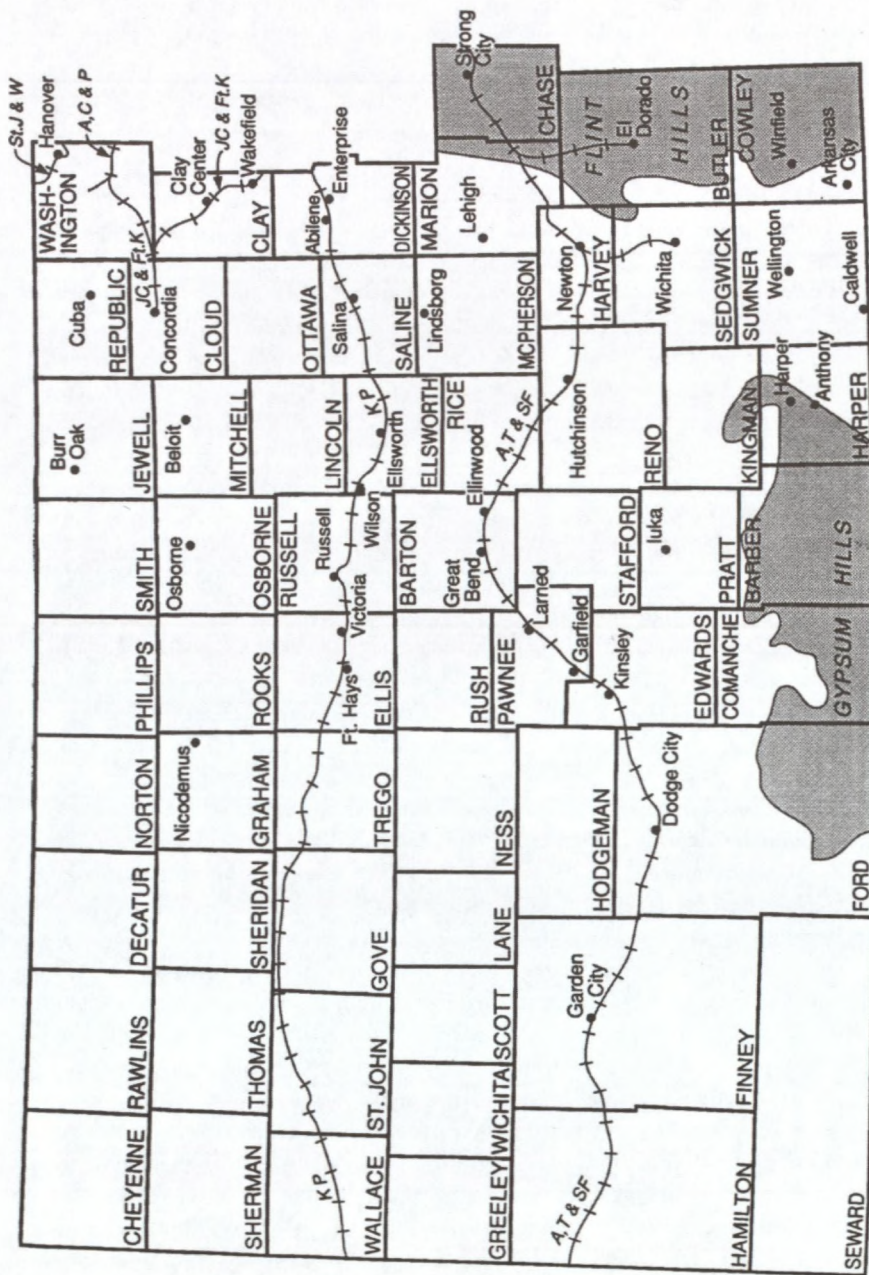 St.J & W
Hanover
A, C & P
WASH-
INGTON
JC & Ft.K
Clay
Center
JC & Ft.K
Wakefield
CLAY
Cuba
REPUBLIC
Concordia
CLOUD
Burr
Oak
JEWELL
Beloit
MITCHELL
SMITH
Osborne
OSBORNE
PHILLIPS
ROOKS
NORTON
Nicodemus
GRAHAM
DECATUR
SHERIDAN
RAWLINS
THOMAS
CHEYENNE
SHERMAN
Abilene
Enterprise
DICKINSON
OTTAWA
Salina
SALINE
LINCOLN
K P
Ellsworth
ELLSWORTH
RUSSELL
Russell
Wilson
Victoria
Ft. Hays
ELLIS
TREGO
GOVE
ST. JOHN
KP
WALLACE
MARION
Lehigh
Strong
City
CHASE
Lindsborg
MCPHERSON
RICE
Ellinwood
A,T & SF
BARTON
Great
Bend
RUSH
PAWNEE
Larned
Garfield
NESS
LANE
SCOTT
WICHITA
GREELEY
FLINT
HILLS
El
Dorado
BUTLER
Newton
HARVEY
Wichita
SEDGWICK
Hutchinson
RENO
STAFFORD
Iuka
PRATT
Kinsley
EDWARDS
HODGEMAN
Dodge City
FORD
Garden
City
FINNEY
A,T & SF
HAMILTON
COWLEY
Winfield
Arkansas
City
SUMNER
Wellington
Caldwell
KINGMAN
Harper
Anthony
HARPER
BARBER
COMANCHE
GYPSUM HILLS
SEWARD